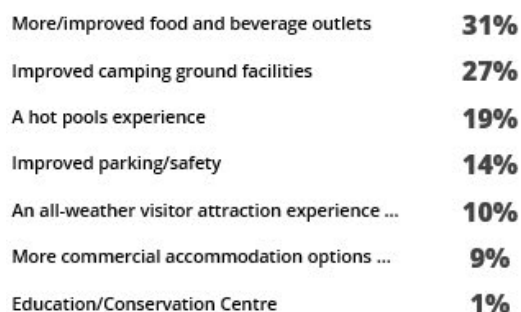 More/improved food and beverage outlets 31%
Improved camping ground facilities 27%
A hot pools experience 19%
Improved parking/safety 14%
An all-weather visitor attraction experience ... 10%
More commercial accommodation options ... 9%
Education/Conservation Centre 1%